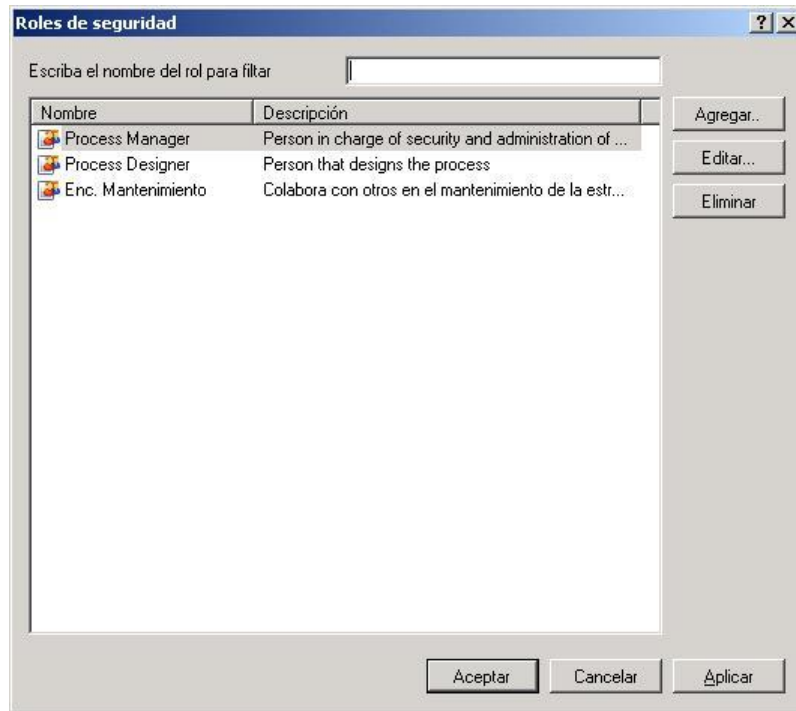 Roles de seguridad
Escriba el nombre del rol para filtar
Nombre Descripción
Agregar..
Process Manager Person in charge of security and administration of ...
Process Designer Person that designs the process
Editar...
Enc. Mantenimiento Colabora con otros en el mantenimiento de la estr...
Eliminar
Aceptar Cancelar Aplicar